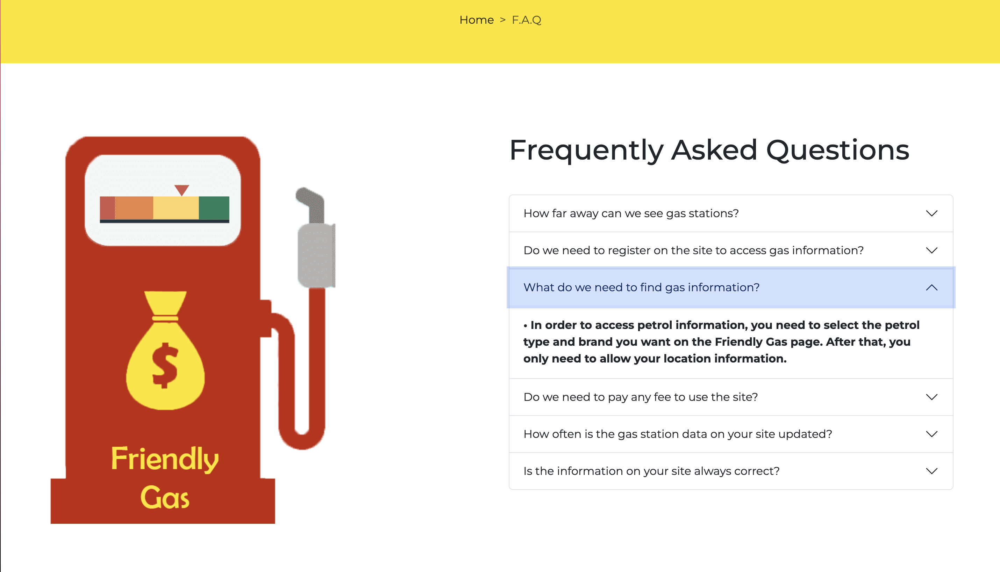 Home > F.A.Q
Frequently Asked Questions
How far away can we see gas stations?
Do we need to register on the site to access gas information?
What do we need to find gas information?
• In order to access petrol information, you need to select the petrol
type and brand you want on the Friendly Gas page. After that, you
only need to allow your location information.
Do we need to pay any fee to use the site?
How often is the gas station data on your site updated?
Is the information on your site always correct?
$
Friendly
Gas